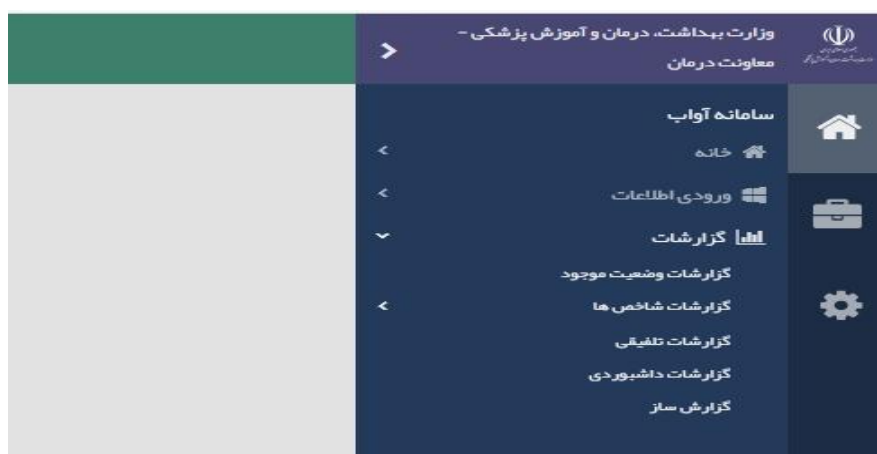 وزارت بهداشت، درمان و آموزش پزشکی -
معاونت درمان
سامانه آواب
خانه
ورودی اطلاعات
گزارشات
گزارشات وضعیت موجود
گزارشات شاخص ها
گزارشات تلفیقی
گزارشات داشبوردی
گزارش ساز